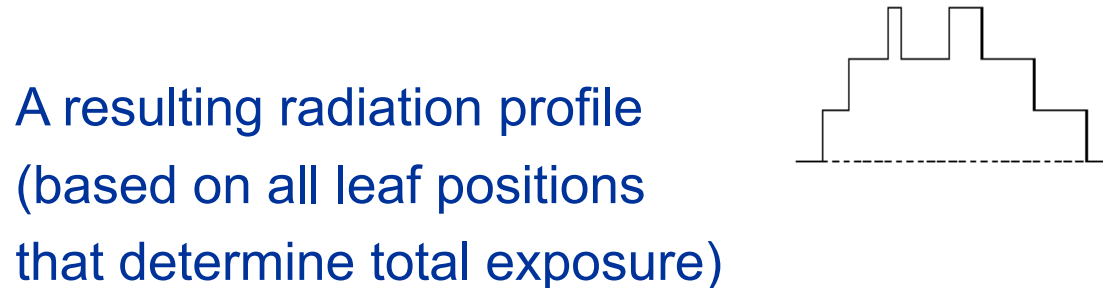 A resulting radiation profile
(based on all leaf positions
that determine total exposure)